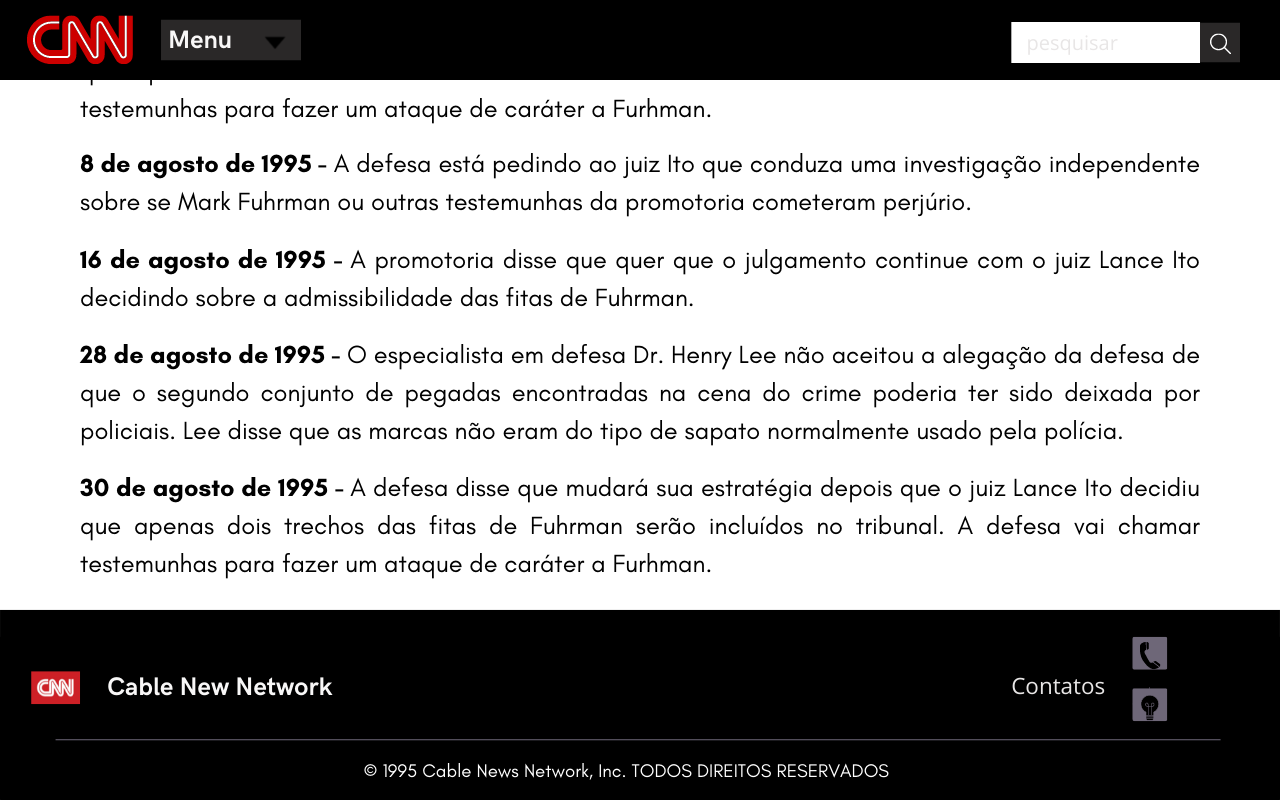 CNN Menu pesquisar
testemunhas para fazer um ataque de caráter a Furhman.
8 de agosto de 1995 - A defesa está pedindo ao juiz Ito que conduza uma investigação independente
sobre se Mark Fuhrman ou outras testemunhas da promotoria cometeram perjúrio.
16 de agosto de 1995 - A promotoria disse que quer que o julgamento continue com o juiz Lance Ito
decidindo sobre a admissibilidade das fitas de Fuhrman.
28 de agosto de 1995 - O especialista em defesa Dr. Henry Lee não aceitou a alegação da defesa de
que o segundo conjunto de pegadas encontradas na cena do crime poderia ter sido deixada por
policiais. Lee disse que as marcas não eram do tipo de sapato normalmente usado pela polícia.
30 de agosto de 1995 - A defesa disse que mudará sua estratégia depois que o juiz Lance Ito decidiu
que apenas dois trechos das fitas de Fuhrman serão incluídos no tribunal. A defesa vai chamar
testemunhas para fazer um ataque de caráter a Furhman.
CNN Cable New Network Contatos
© 1995 Cable News Network, Inc. TODOS DIREITOS RESERVADOS